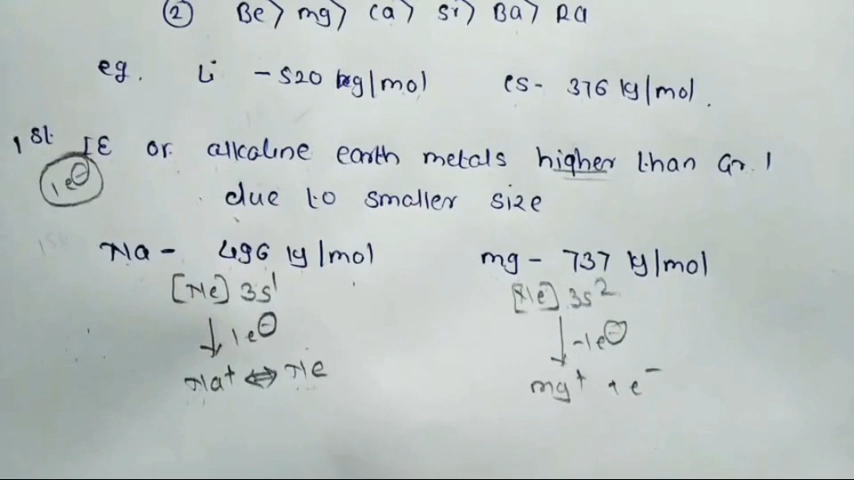 ② Be > mg > Ca > Sr > Ba > Ra
eg. Li - 520 kg/mol Cs - 376 kJ/mol.
1st IE or alkaline earth metals higher than Gr. 1
1e⊖ due to smaller size
Na - 496 kJ/mol mg - 737 kJ/mol
[Ne] 3s¹ [Ne] 3s²
↓ 1e⊖ ↓ -1e⊖
Na⁺ ⇔ Ne mg⁺ + e⁻